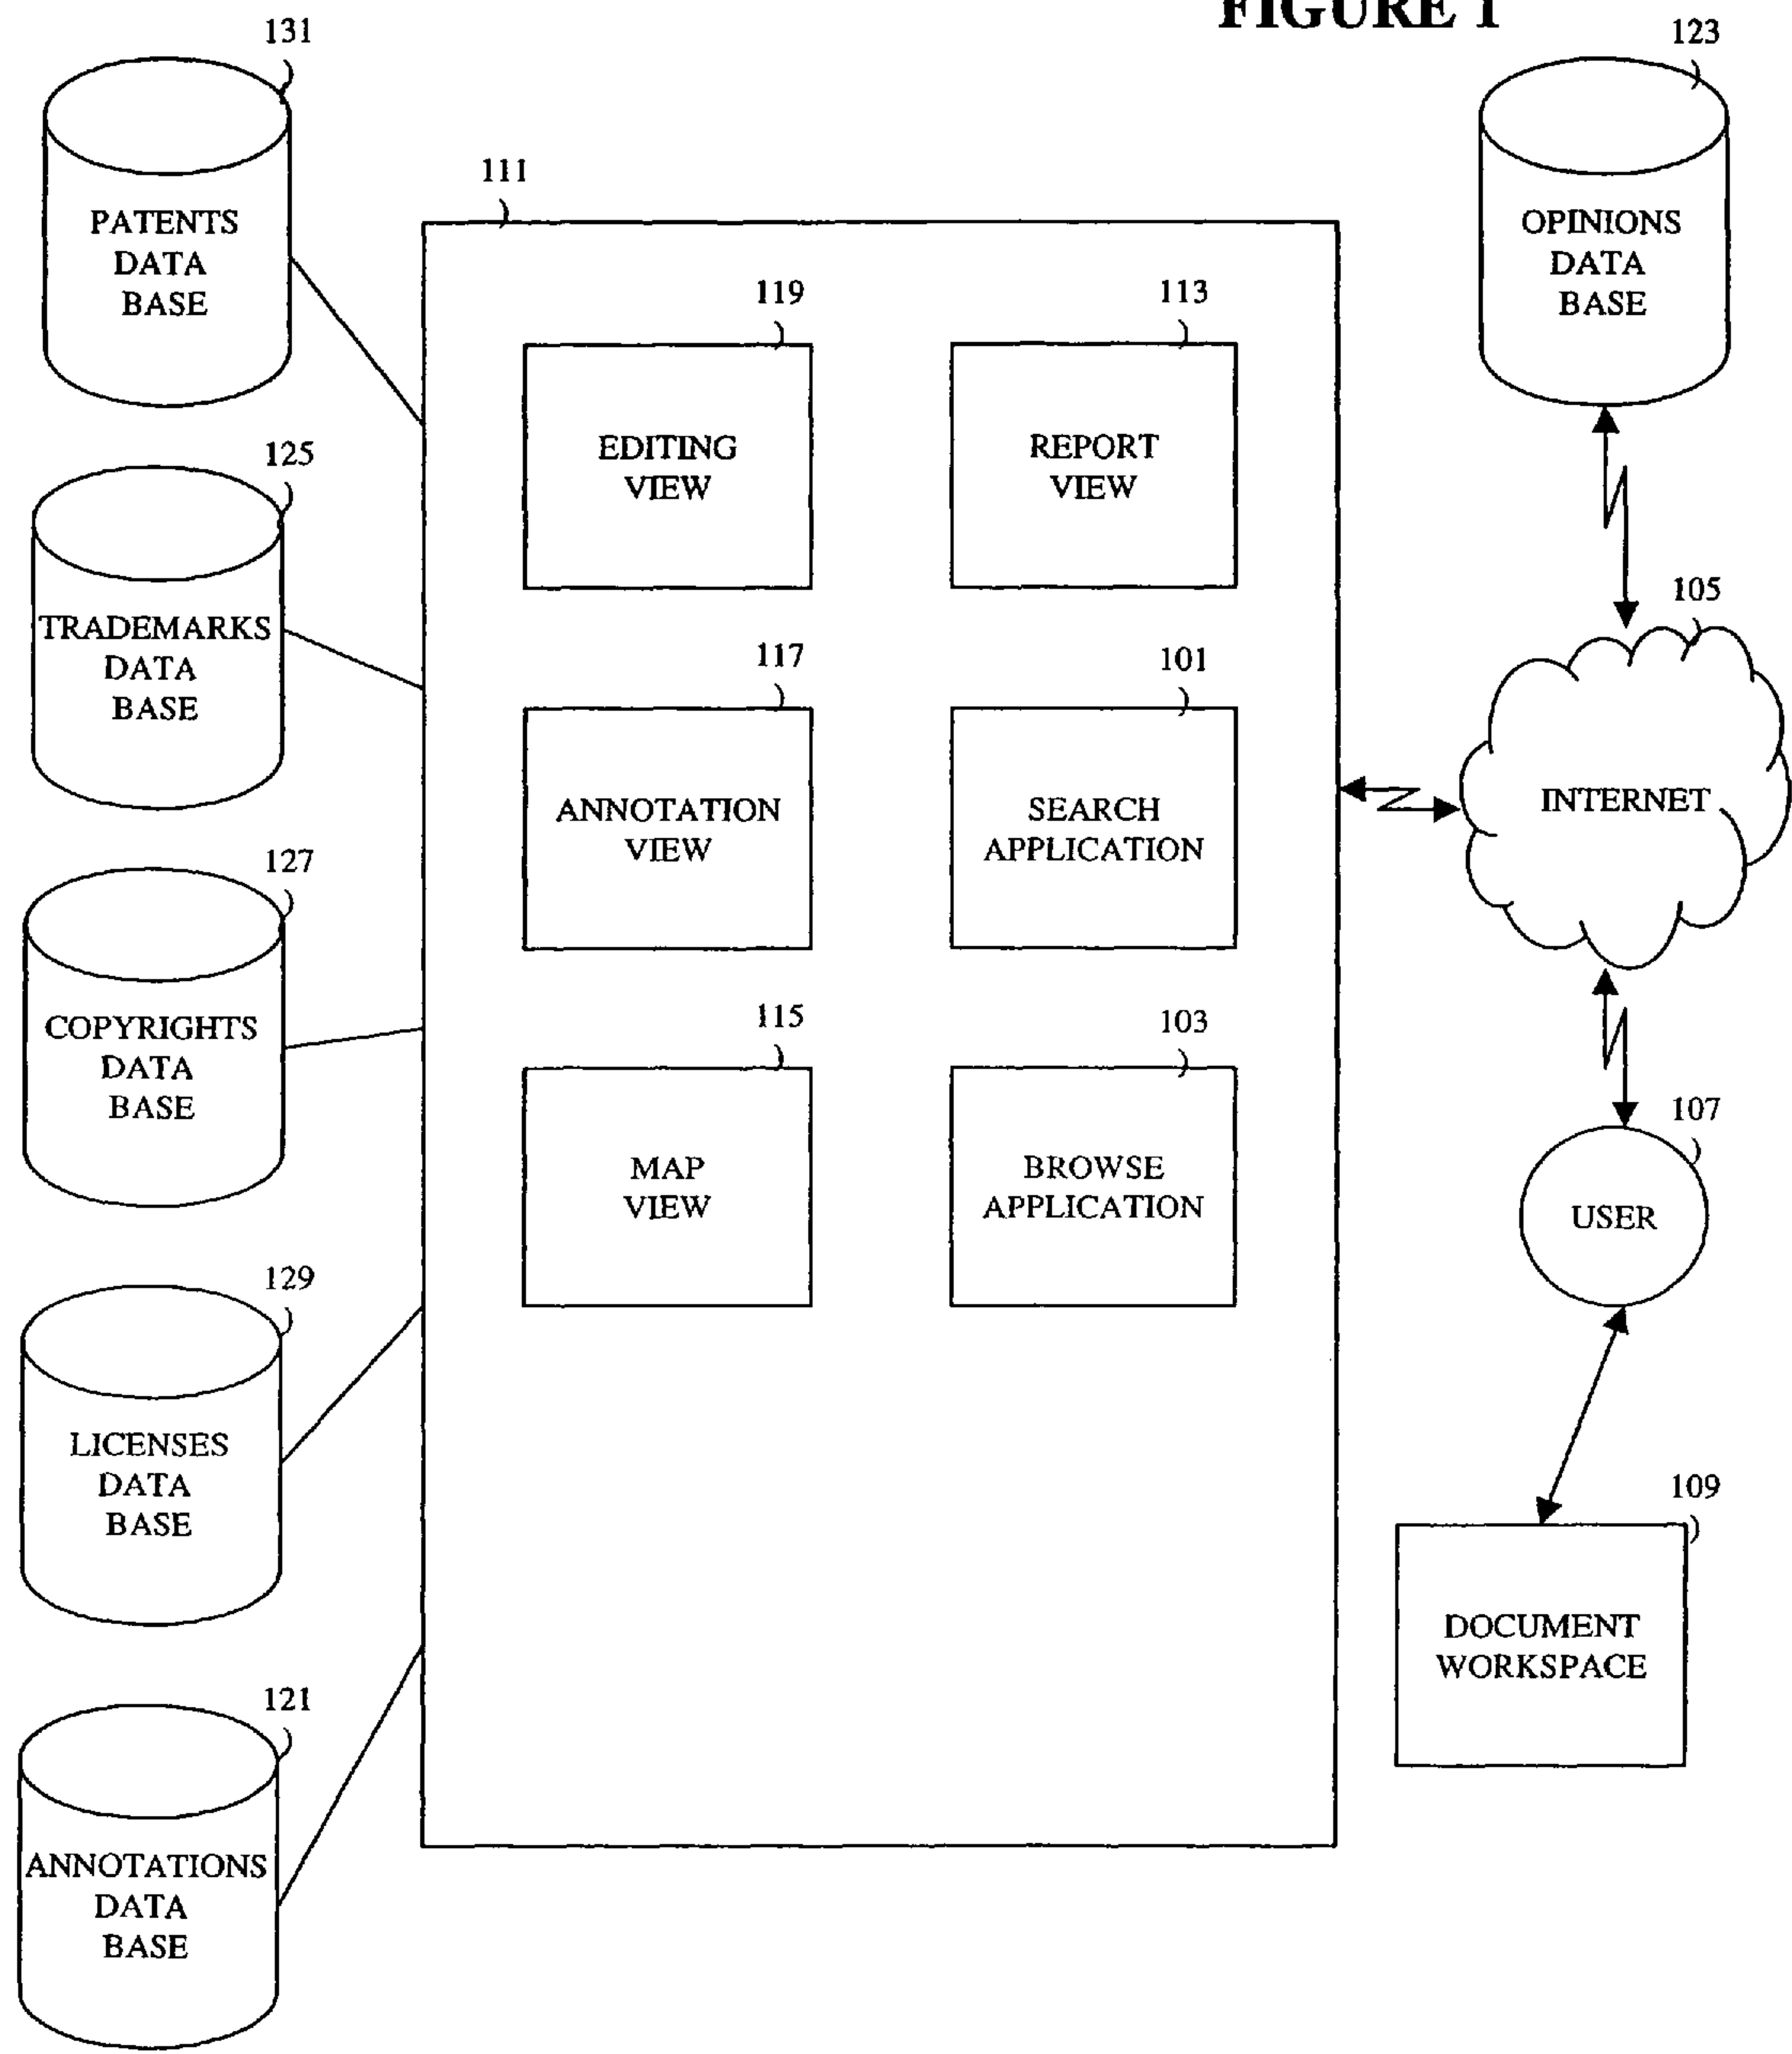 FIGURE 1
131
PATENTS
DATA
BASE
125
TRADEMARKS
DATA
BASE
127
COPYRIGHTS
DATA
BASE
129
LICENSES
DATA
BASE
121
ANNOTATIONS
DATA
BASE
111
119
EDITING
VIEW
113
REPORT
VIEW
117
ANNOTATION
VIEW
101
SEARCH
APPLICATION
115
MAP
VIEW
103
BROWSE
APPLICATION
123
OPINIONS
DATA
BASE
105
INTERNET
107
USER
109
DOCUMENT
WORKSPACE